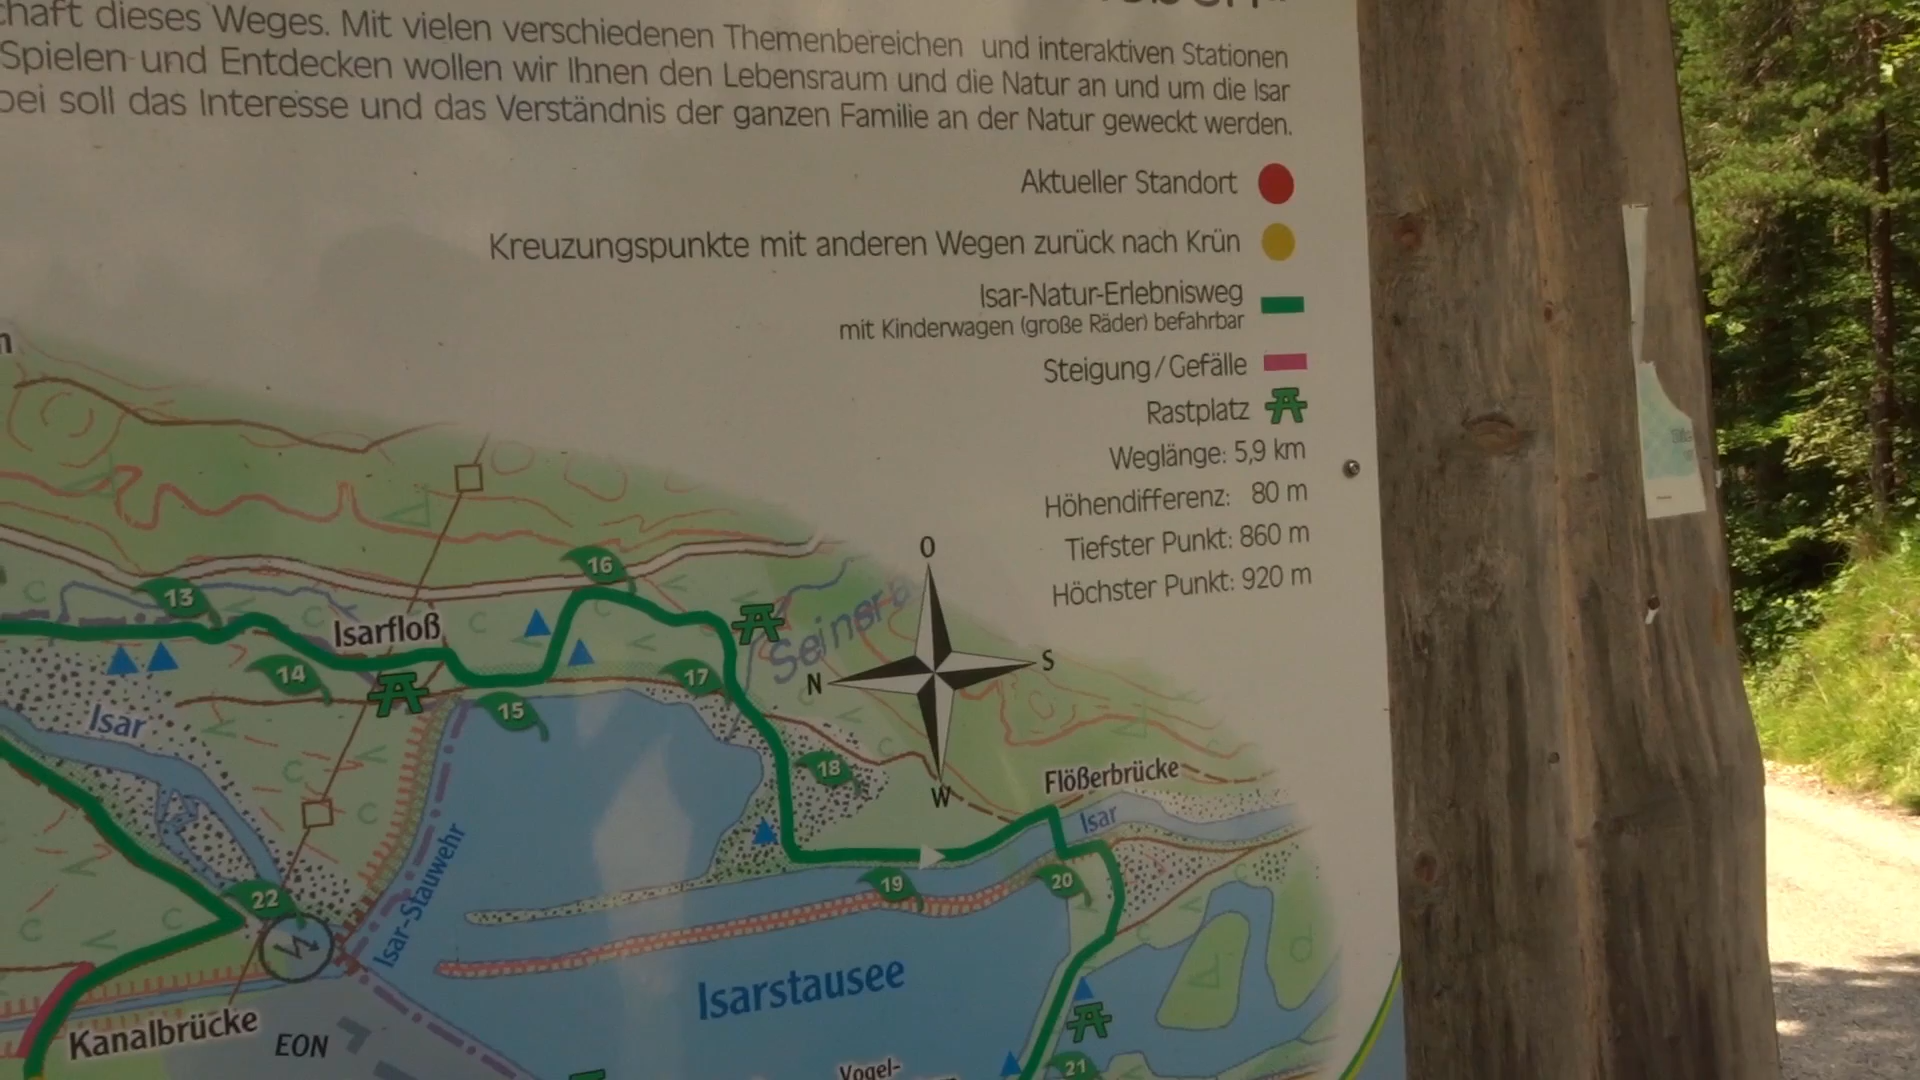 chaft dieses Weges. Mit vielen verschiedenen Themenbereichen und interaktiven Stationen
Spielen und Entdecken wollen wir Ihnen den Lebensraum und die Natur an und um die Isar
bei soll das Interesse und das Verständnis der ganzen Familie an der Natur geweckt werden.
Aktueller Standort
Kreuzungspunkte mit anderen Wegen zurück nach Krün
Isar-Natur-Erlebnisweg
mit Kinderwagen (große Räder) befahrbar
Steigung/Gefälle
Rastplatz
Weglänge: 5,9 km
Höhendifferenz: 80 m
Tiefster Punkt: 860 m
Höchster Punkt: 920 m
O
N
S
W
13
16
Isarfloß
14
15
17
Seinerb
18
Isar
Flößerbrücke
Isar
19
20
22
Isar-Stauwehr
Isarstausee
Kanalbrücke
EON
Vogel-
21